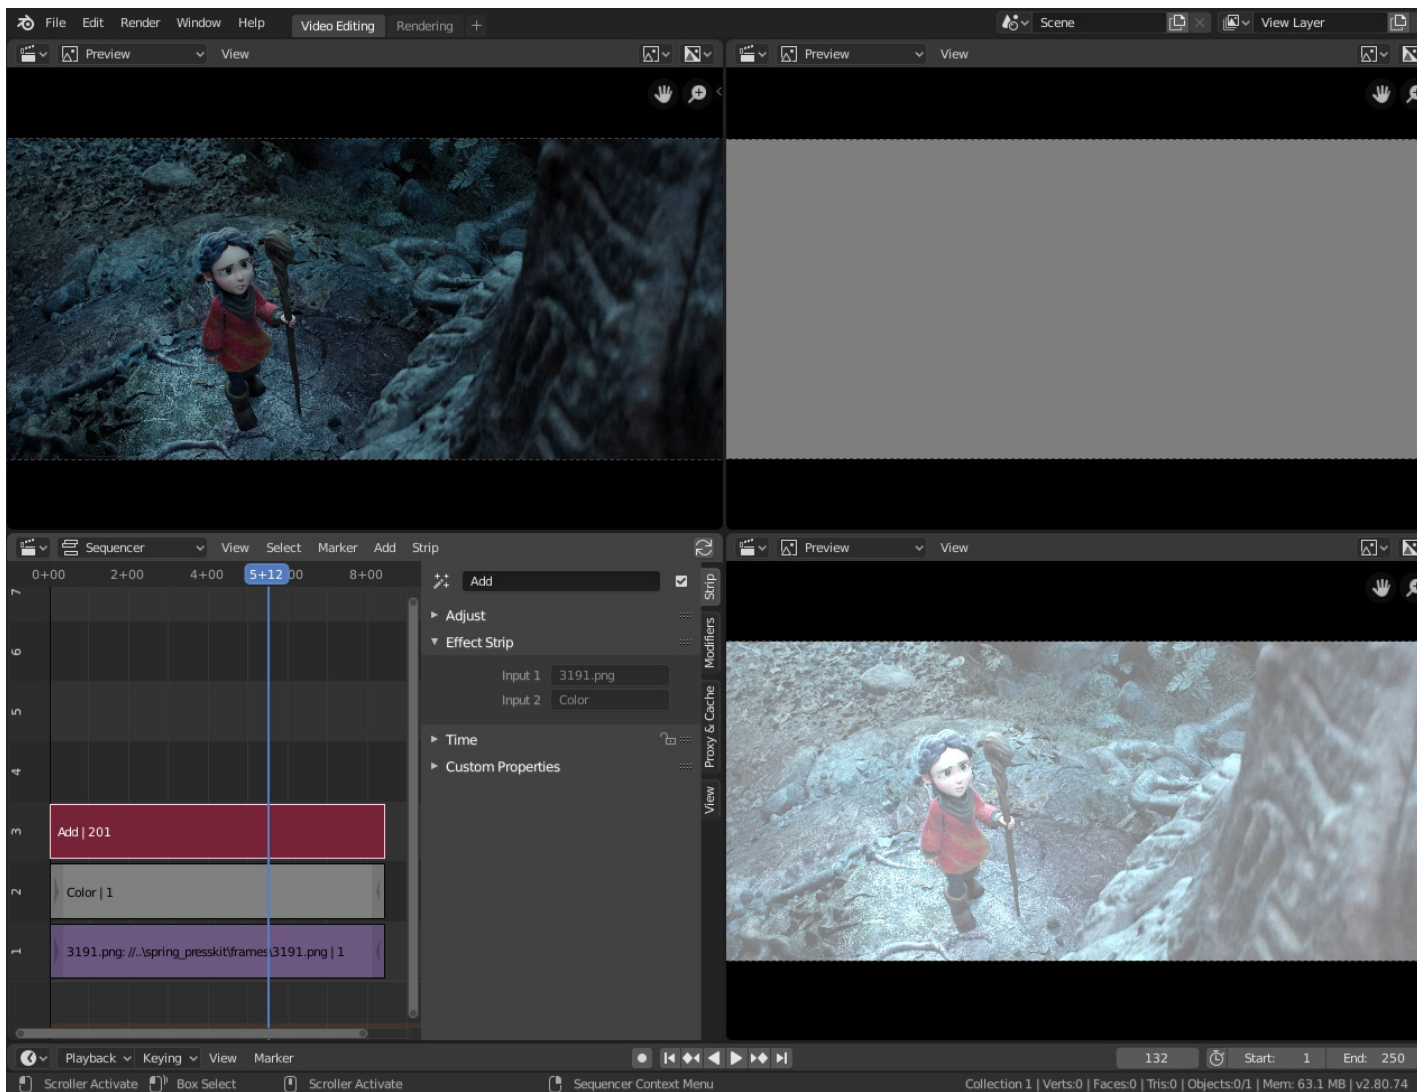 File Edit Render Window Help Video Editing Rendering + Scene View Layer
Preview View
Preview View
Sequencer View Select Marker Add Strip
0+00 2+00 4+00 5+12 00 8+00
7
6
5
4
3
2
1
Add | 201
Color | 1
3191.png: //..\spring_presskit\frames\3191.png | 1
Add
Adjust
Effect Strip
Input 1 3191.png
Input 2 Color
Time
Custom Properties
Strip
Modifiers
Proxy & Cache
View
Preview View
Playback Keying View Marker 132 Start: 1 End: 250
Scroller Activate Box Select Scroller Activate Sequencer Context Menu Collection 1 | Verts:0 | Faces:0 | Tris:0 | Objects:0/1 | Mem: 63.1 MB | v2.80.74